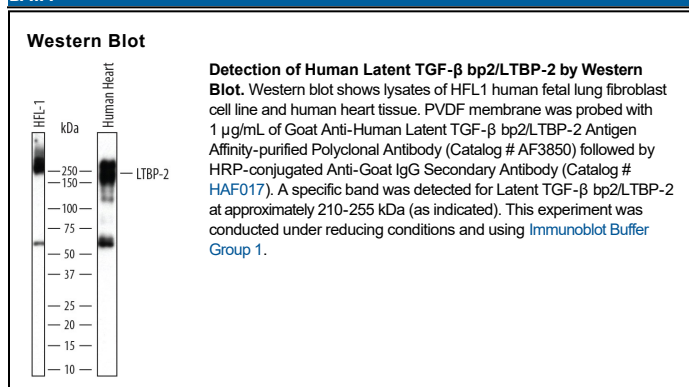 Western Blot
HFL-1
kDa
Human Heart
250
150
100
75
50
37
25
20
15
10
LTBP-2
Detection of Human Latent TGF-β bp2/LTBP-2 by Western
Blot. Western blot shows lysates of HFL1 human fetal lung fibroblast
cell line and human heart tissue. PVDF membrane was probed with
1 µg/mL of Goat Anti-Human Latent TGF-β bp2/LTBP-2 Antigen
Affinity-purified Polyclonal Antibody (Catalog # AF3850) followed by
HRP-conjugated Anti-Goat IgG Secondary Antibody (Catalog #
HAF017). A specific band was detected for Latent TGF-β bp2/LTBP-2
at approximately 210-255 kDa (as indicated). This experiment was
conducted under reducing conditions and using Immunoblot Buffer
Group 1.